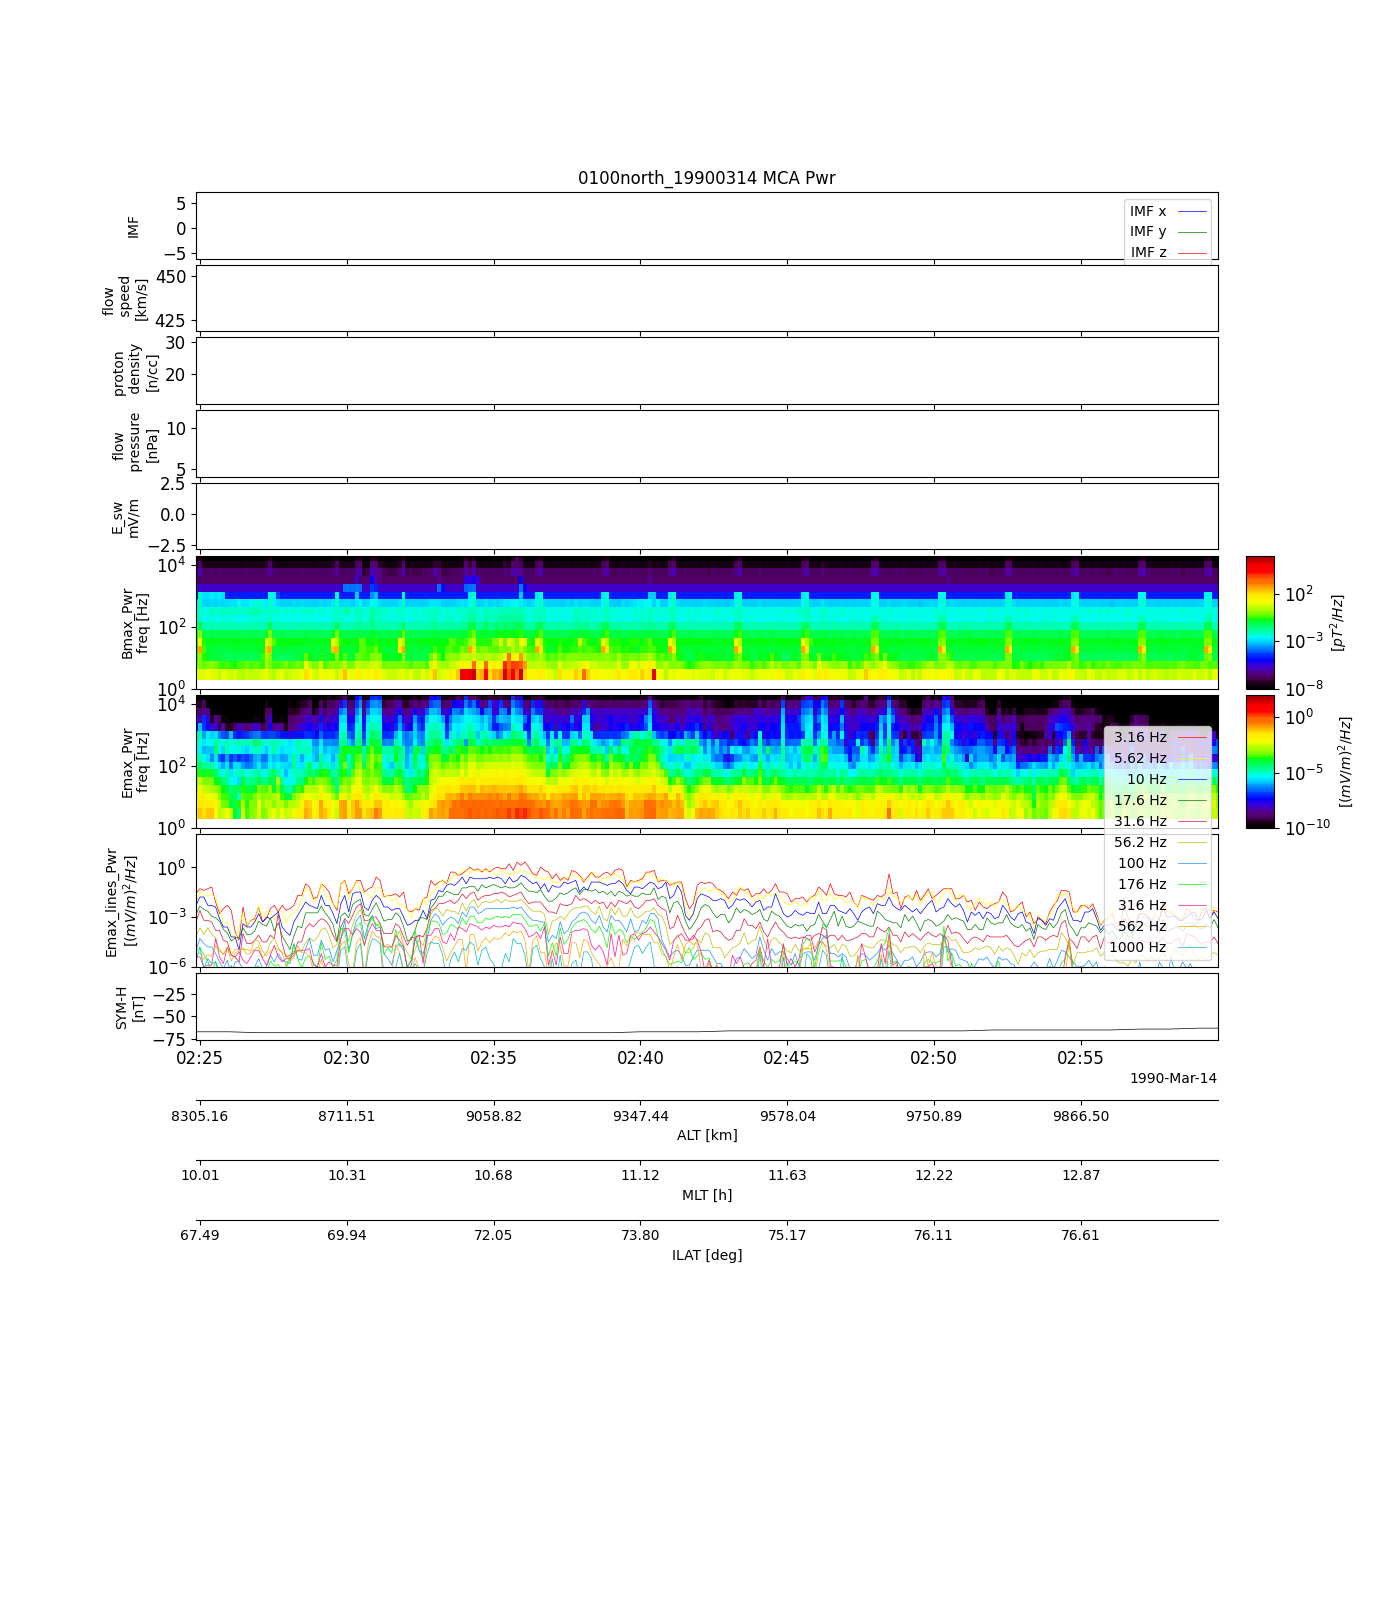 0100north_19900314 MCA Pwr
IMF
5
0
−5
IMF x
IMF y
IMF z
flow
speed
[km/s]
450
425
proton
density
[n/cc]
30
20
flow
pressure
[nPa]
10
5
E_sw
mV/m
2.5
0.0
−2.5
Bmax_Pwr
freq [Hz]
10^4
10^2
10^0
10^2
10^−3
10^−8
[pT^2/Hz]
Emax_Pwr
freq [Hz]
10^4
10^2
10^0
10^0
10^−5
10^−10
[(mV/m)^2/Hz]
3.16 Hz
5.62 Hz
10 Hz
17.6 Hz
31.6 Hz
56.2 Hz
100 Hz
176 Hz
316 Hz
562 Hz
1000 Hz
Emax_lines_Pwr
[(mV/m)^2/Hz]
10^0
10^−3
10^−6
SYM-H
[nT]
−25
−50
−75
02:25 02:30 02:35 02:40 02:45 02:50 02:55
1990-Mar-14
8305.16 8711.51 9058.82 9347.44 9578.04 9750.89 9866.50
ALT [km]
10.01 10.31 10.68 11.12 11.63 12.22 12.87
MLT [h]
67.49 69.94 72.05 73.80 75.17 76.11 76.61
ILAT [deg]